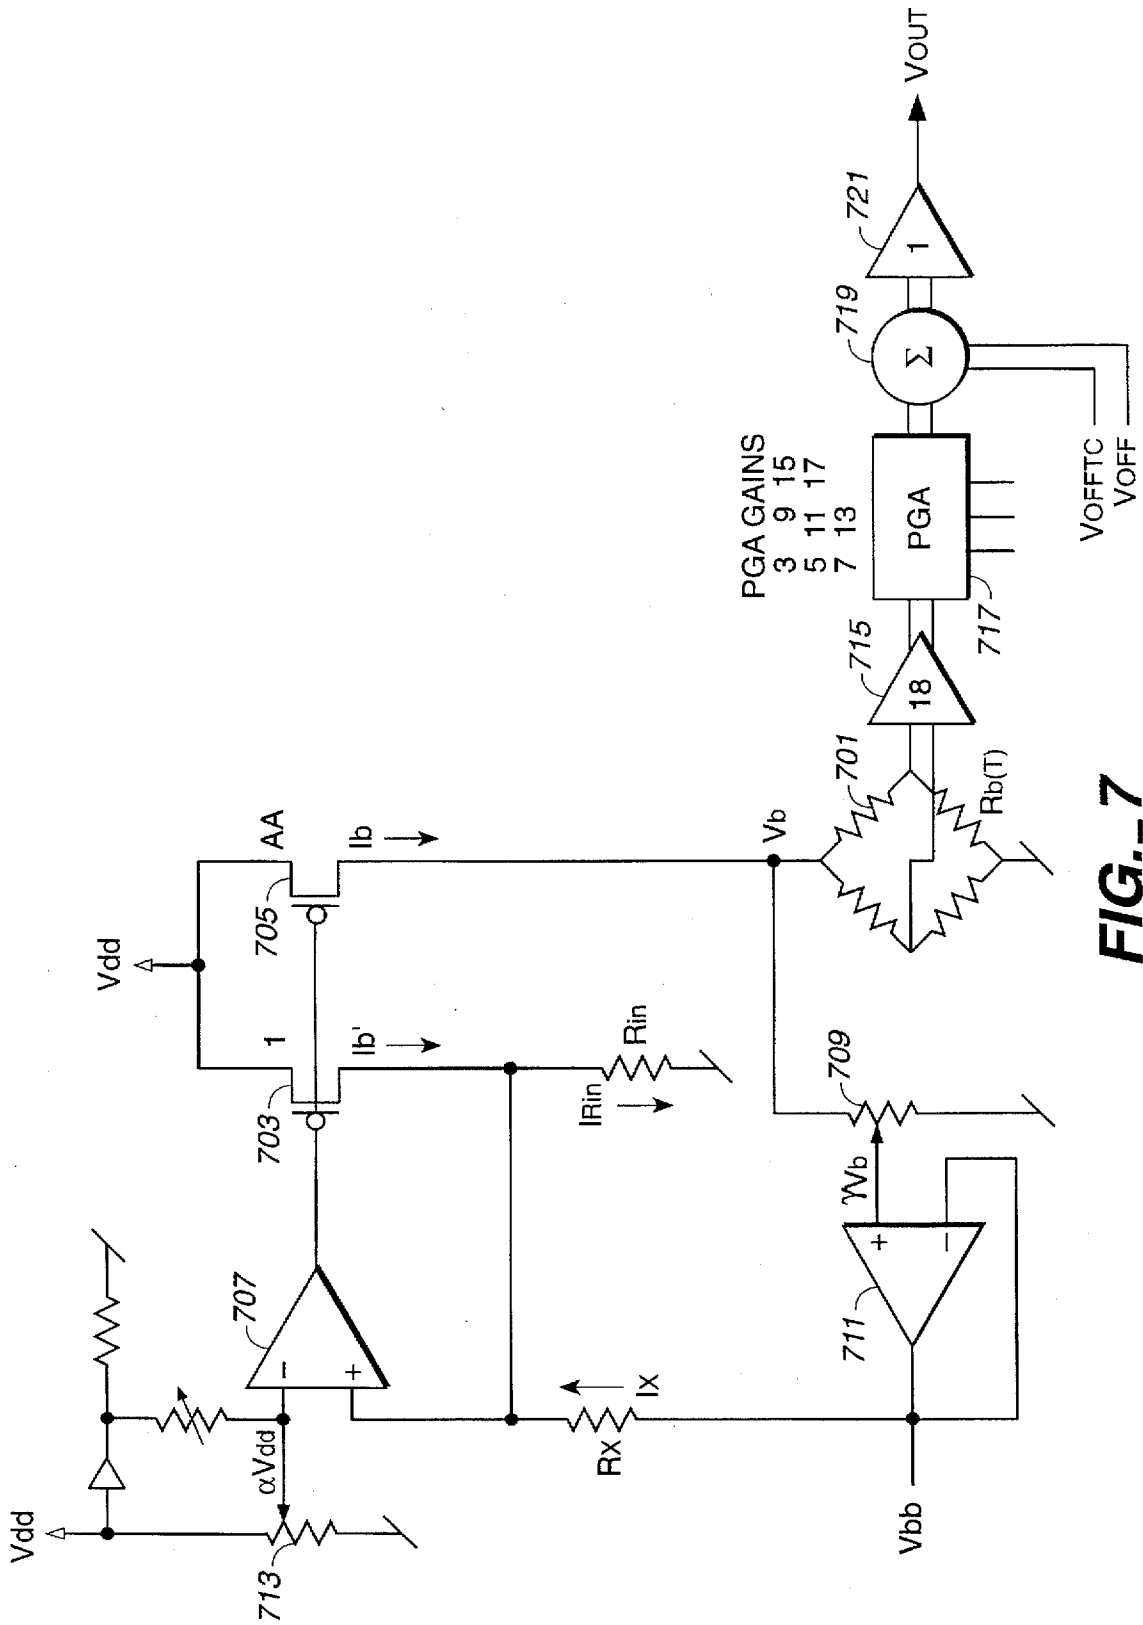 Vdd
713
αVdd
707
−
+
Vdd
703
1
Ib'
705
AA
Ib
IRin
Rin
Rx
Ix
Vbb
711
+
−
γVb
709
Vb
701
Rb(T)
18
715
PGA GAINS
3 9 15
5 11 17
7 13
PGA
717
Σ
719
VOFFTC
VOFF
1
721
VOUT
FIG._7